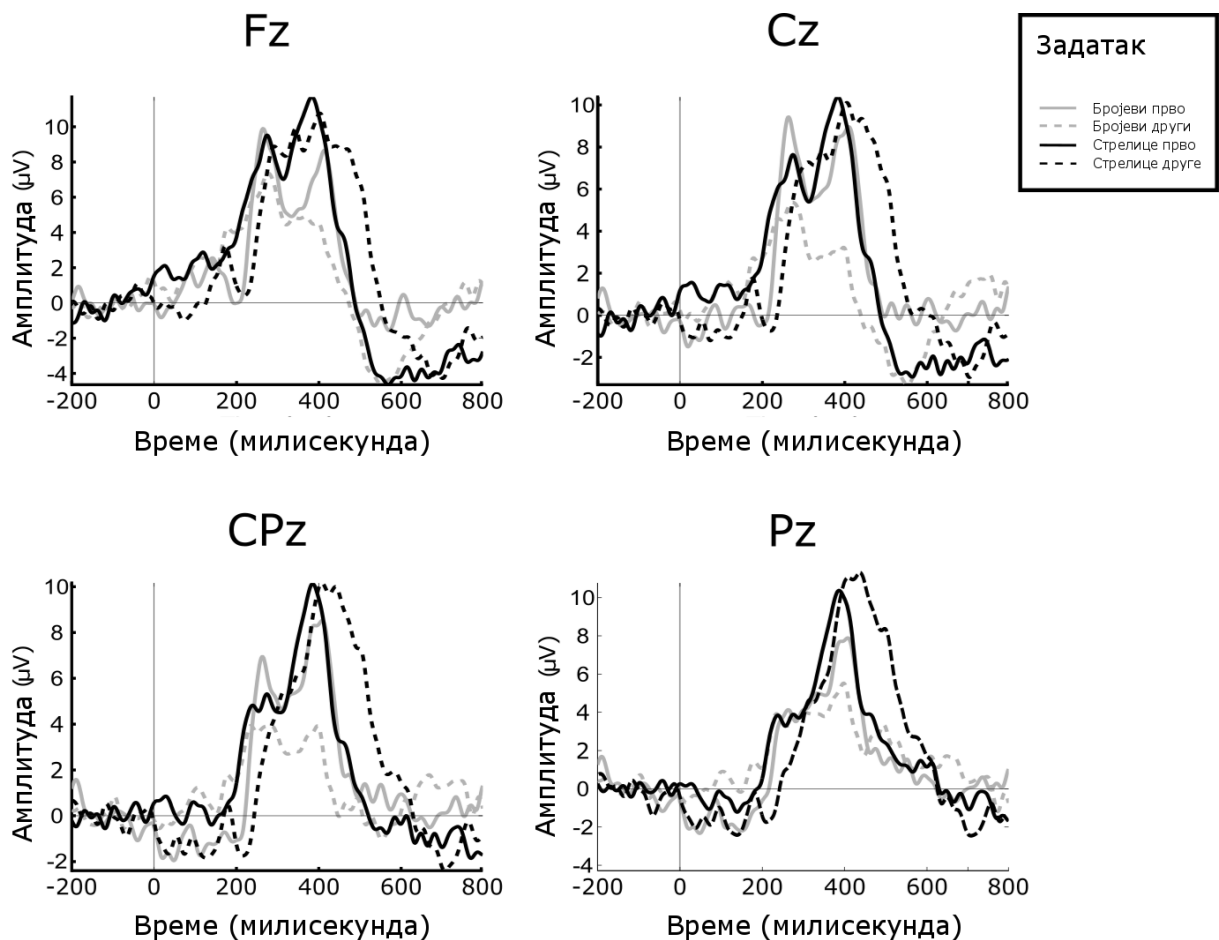 Fz
Амплитуда (µV)
10
8
6
4
2
0
-2
-4
-200 0 200 400 600 800
Време (милисекунда)
Cz
Амплитуда (µV)
10
8
6
4
2
0
-2
-200 0 200 400 600 800
Време (милисекунда)
Задатак
Бројеви прво
Бројеви други
Стрелице прво
Стрелице друге
CPz
Амплитуда (µV)
10
8
6
4
2
0
-2
-200 0 200 400 600 800
Време (милисекунда)
Pz
Амплитуда (µV)
10
8
6
4
2
0
-2
-4
-200 0 200 400 600 800
Време (милисекунда)